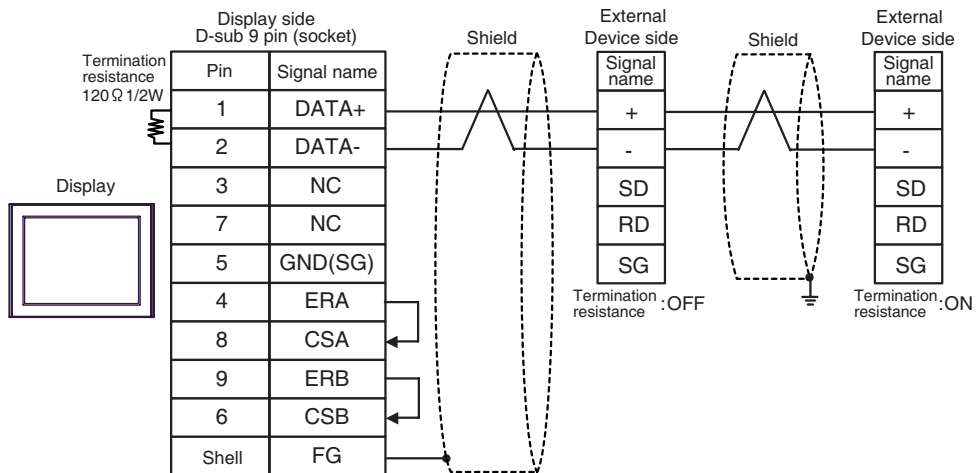 Display side
D-sub 9 pin (socket)
Termination
resistance
120Ω 1/2W
Display
Pin Signal name
1 DATA+
2 DATA-
3 NC
7 NC
5 GND(SG)
4 ERA
8 CSA
9 ERB
6 CSB
Shell FG
Shield
External
Device side
Signal
name
+
-
SD
RD
SG
Termination
resistance :OFF
Shield
External
Device side
Signal
name
+
-
SD
RD
SG
Termination
resistance :ON